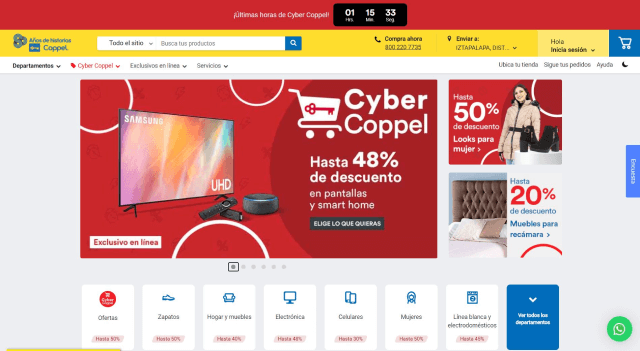 ¡Últimas horas de Cyber Coppel!
01 15 33
Hrs. Min. Seg.
Años de historias
Coppel.
Todo el sitio
Busca tus productos
Compra ahora
800 220 7735
Enviar a:
IZTAPALAPA, DIST...
Hola
Inicia sesión
Departamentos
Cyber Coppel
Exclusivos en línea
Servicios
Ubica tu tienda
Sigue tus pedidos
Ayuda
SAMSUNG
UHD
Exclusivo en línea
Cyber
Coppel
Hasta 48%
de descuento
en pantallas
y smart home
ELIGE LO QUE QUIERAS
Hasta
50%
de descuento
Looks para
mujer >
Hasta
20%
de descuento
Muebles para
recámara >
Encuesta
Cyber
Coppel
Ofertas
Hasta 50%
Zapatos
Hasta 50%
Hogar y muebles
Hasta 40%
Electrónica
Hasta 48%
Celulares
Hasta 30%
Mujeres
Hasta 50%
Línea blanca y
electrodomésticos
Hasta 45%
Ver todos los
departamentos